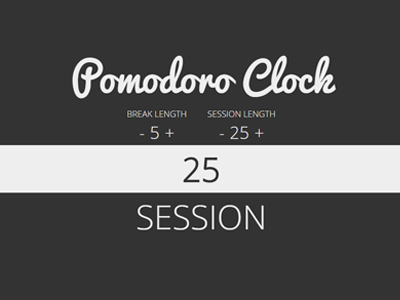 Pomodoro Clock
BREAK LENGTH SESSION LENGTH
- 5 + - 25 +
25
SESSION